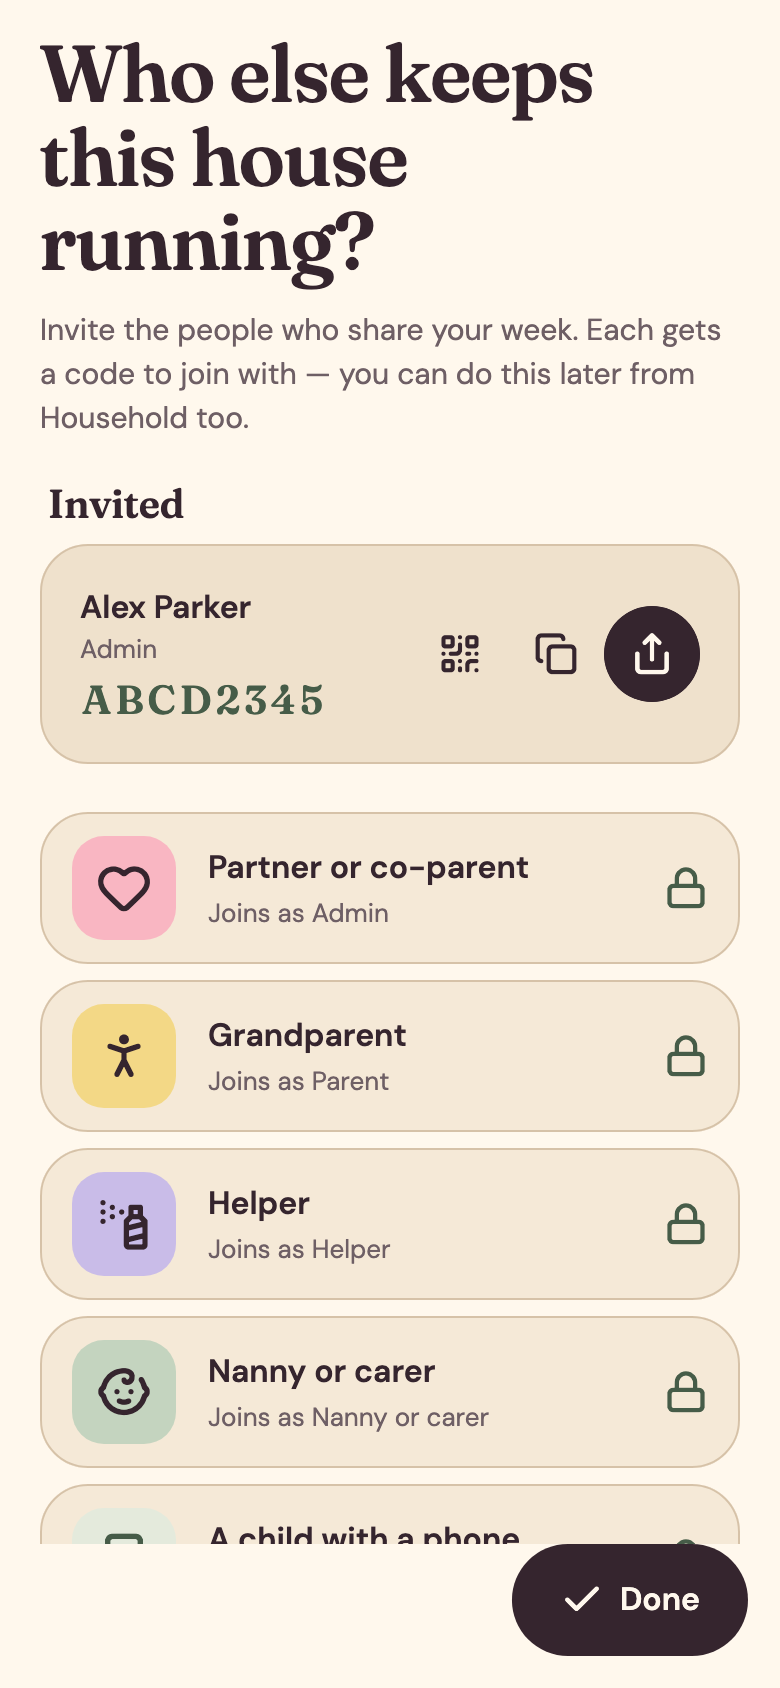 Who else keeps
this house
running?
Invite the people who share your week. Each gets
a code to join with — you can do this later from
Household too.
Invited
Alex Parker
Admin
ABCD2345
Partner or co-parent
Joins as Admin
Grandparent
Joins as Parent
Helper
Joins as Helper
Nanny or carer
Joins as Nanny or carer
A child with a phone
Done